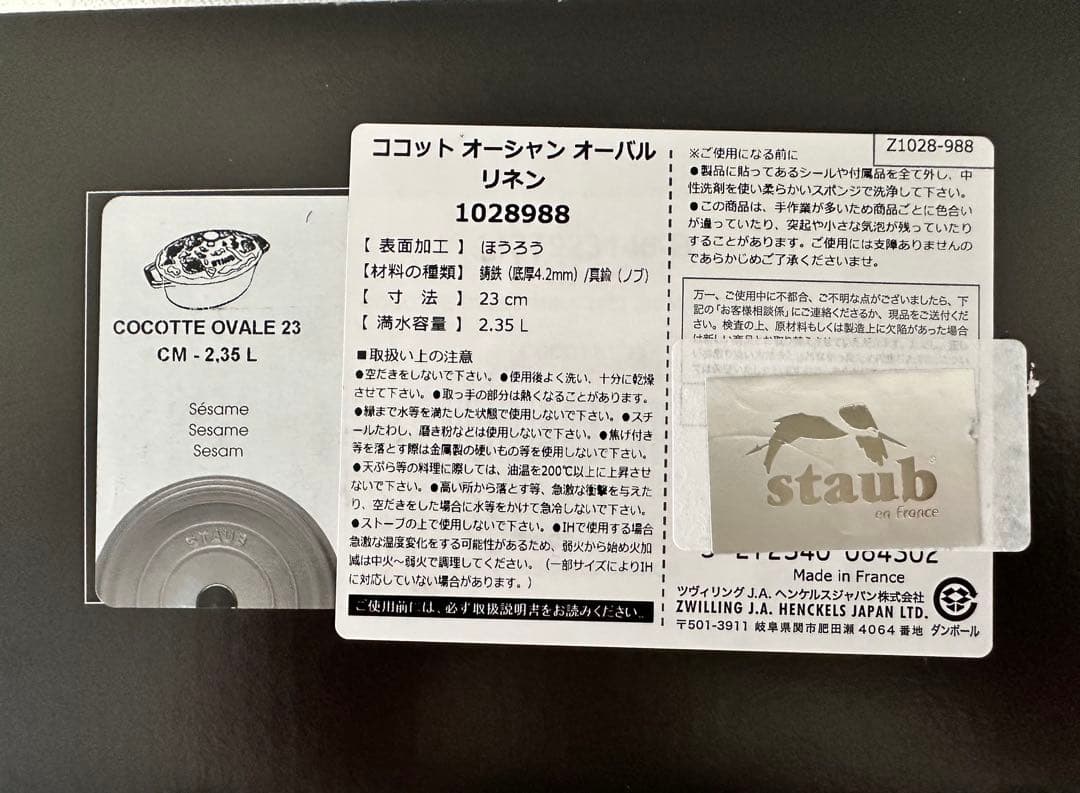 COCOTTE OVALE 23
CM - 2,35 L
Sésame
Sesame
Sesam
STAUB
ココット オーシャン オーバル
リネン
1028988
【 表面加工 】 ほうろう
【材料の種類】 鋳鉄（底厚4.2mm）/真鍮（ノブ）
【 寸 法 】 23 cm
【 満水容量 】 2.35 L
■取扱い上の注意
●空だきをしないで下さい。●使用後よく洗い、十分に乾燥
させて下さい。●取っ手の部分は熱くなることがあります。
●縁まで水等を満たした状態で使用しないで下さい。●スチ
ールたわし、磨き粉などは使用しないで下さい。●焦げ付き
等を落とす際は金属製の硬いもの等を使用しないで下さい。
●天ぷら等の料理に際しては、油温を200℃以上に上昇させ
ないで下さい。●高い所から落とす等、急激な衝撃を与えた
り、空だきをした場合に水等をかけて急冷しないで下さい。
●ストーブの上で使用しないで下さい。●IHで使用する場合
急激な温度変化をする可能性があるため、弱火から始め火加
減は中火～弱火で調理してください。（一部サイズによりIH
に対応していない場合があります。）
ご使用前には、必ず取扱説明書をお読みください。
Z1028-988
※ご使用になる前に
●製品に貼ってあるシールや付属品を全て外し、中
性洗剤を使い柔らかいスポンジで洗浄して下さい。
●この商品は、手作業が多いため商品ごとに色合い
が違っていたり、突起や小さな気泡が残っていたり
することがあります。ご使用には支障ありませんの
であらかじめご了承くださいませ。
万一、ご使用中に不都合、ご不明な点がございましたら、下
記の「お客様相談係」にご連絡くださるか、現品をご送付くださ
い。検査の上、原材料もしくは製造上に欠陥があった場合
staub
en France
Made in France
ツヴィリング J.A. ヘンケルスジャパン株式会社
ZWILLING J.A. HENCKELS JAPAN LTD.
〒501-3911 岐阜県関市肥田瀬 4064 番地 ダンボール